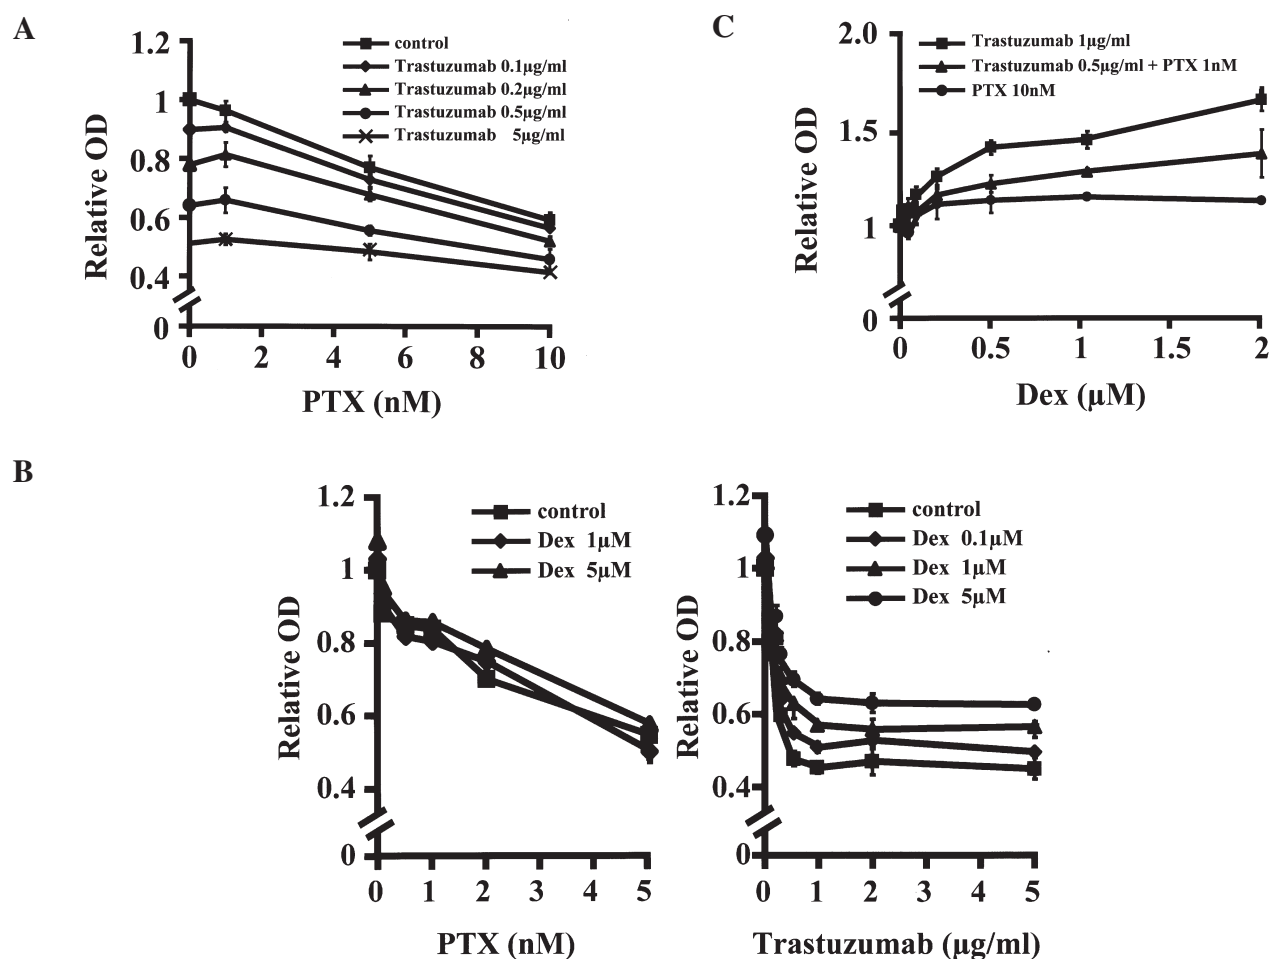 A
1.2
1
0.8
0.6
0.4
0
Relative OD
control
Trastuzumab 0.1μg/ml
Trastuzumab 0.2μg/ml
Trastuzumab 0.5μg/ml
Trastuzumab 5μg/ml
0 2 4 6 8 10
PTX (nM)
C
2.0
1.5
1
0
Relative OD
Trastuzumab 1μg/ml
Trastuzumab 0.5μg/ml + PTX 1nM
PTX 10nM
0 0.5 1 1.5 2
Dex (μM)
B
1.2
1
0.8
0.6
0.4
0
Relative OD
control
Dex 1μM
Dex 5μM
0 1 2 3 4 5
PTX (nM)
1.2
1
0.8
0.6
0.4
0
Relative OD
control
Dex 0.1μM
Dex 1μM
Dex 5μM
0 1 2 3 4 5
Trastuzumab (μg/ml)